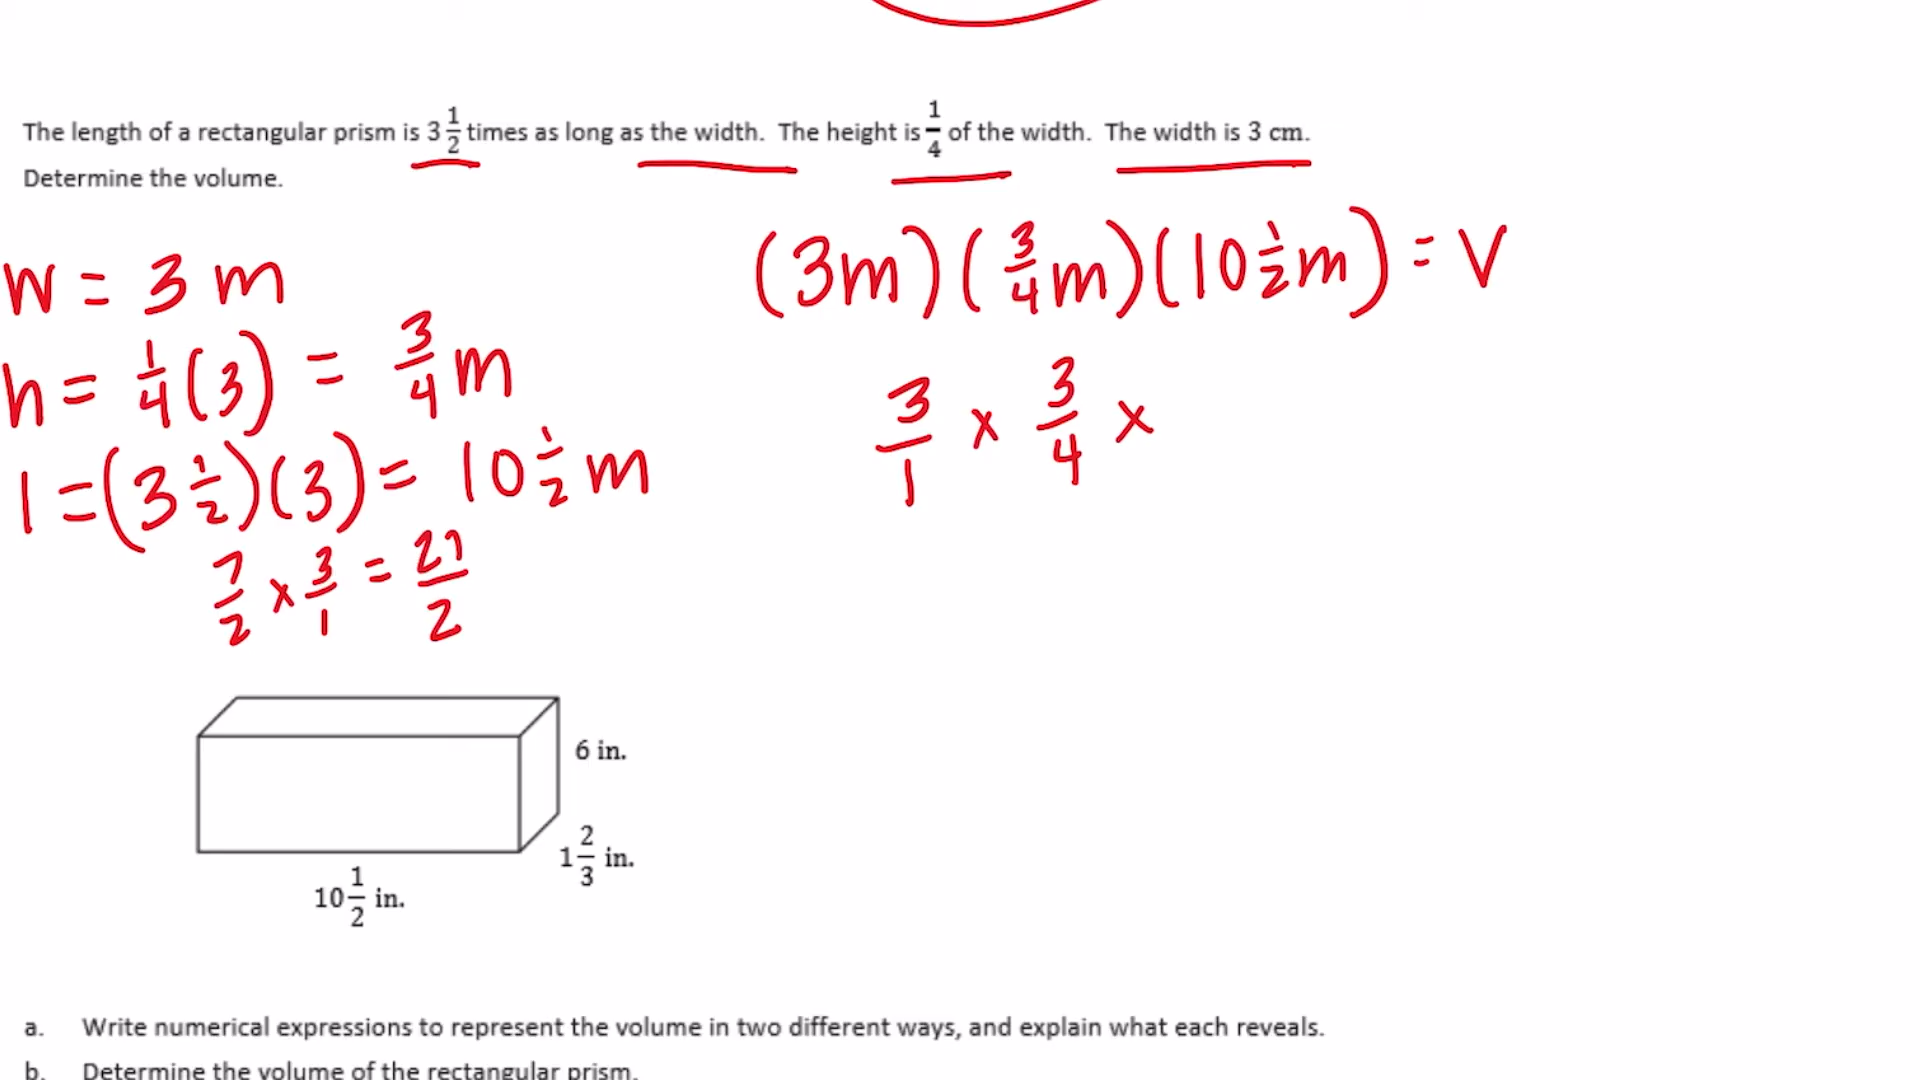 The length of a rectangular prism is 3 1/2 times as long as the width. The height is 1/4 of the width. The width is 3 cm.
Determine the volume.
W = 3 m
h = 1/4 (3) = 3/4 m
l = (3 1/2)(3) = 10 1/2 m
7/2 x 3/1 = 21/2
(3m)(3/4 m)(10 1/2 m) = V
3/1 x 3/4 x
6 in.
1 2/3 in.
10 1/2 in.
a. Write numerical expressions to represent the volume in two different ways, and explain what each reveals.
b. Determine the volume of the rectangular prism.